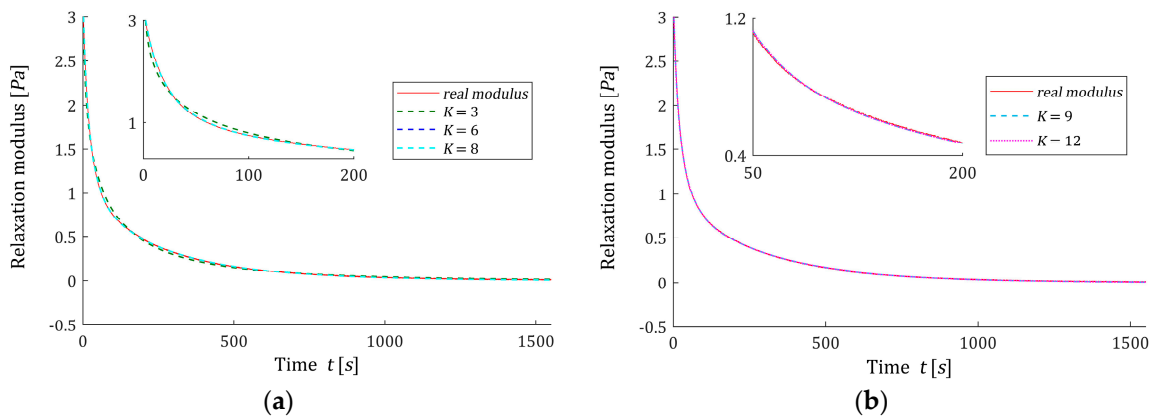 3
2.5
2
1.5
1
0.5
0
-0.5
Relaxation modulus [Pa]
0 500 1000 1500
Time t [s]
3
1
0 100 200
real modulus
K = 3
K = 6
K = 8
(a)
3
2.5
2
1.5
1
0.5
0
-0.5
Relaxation modulus [Pa]
0 500 1000 1500
Time t [s]
1.2
0.4
50 200
real modulus
K = 9
K − 12
(b)